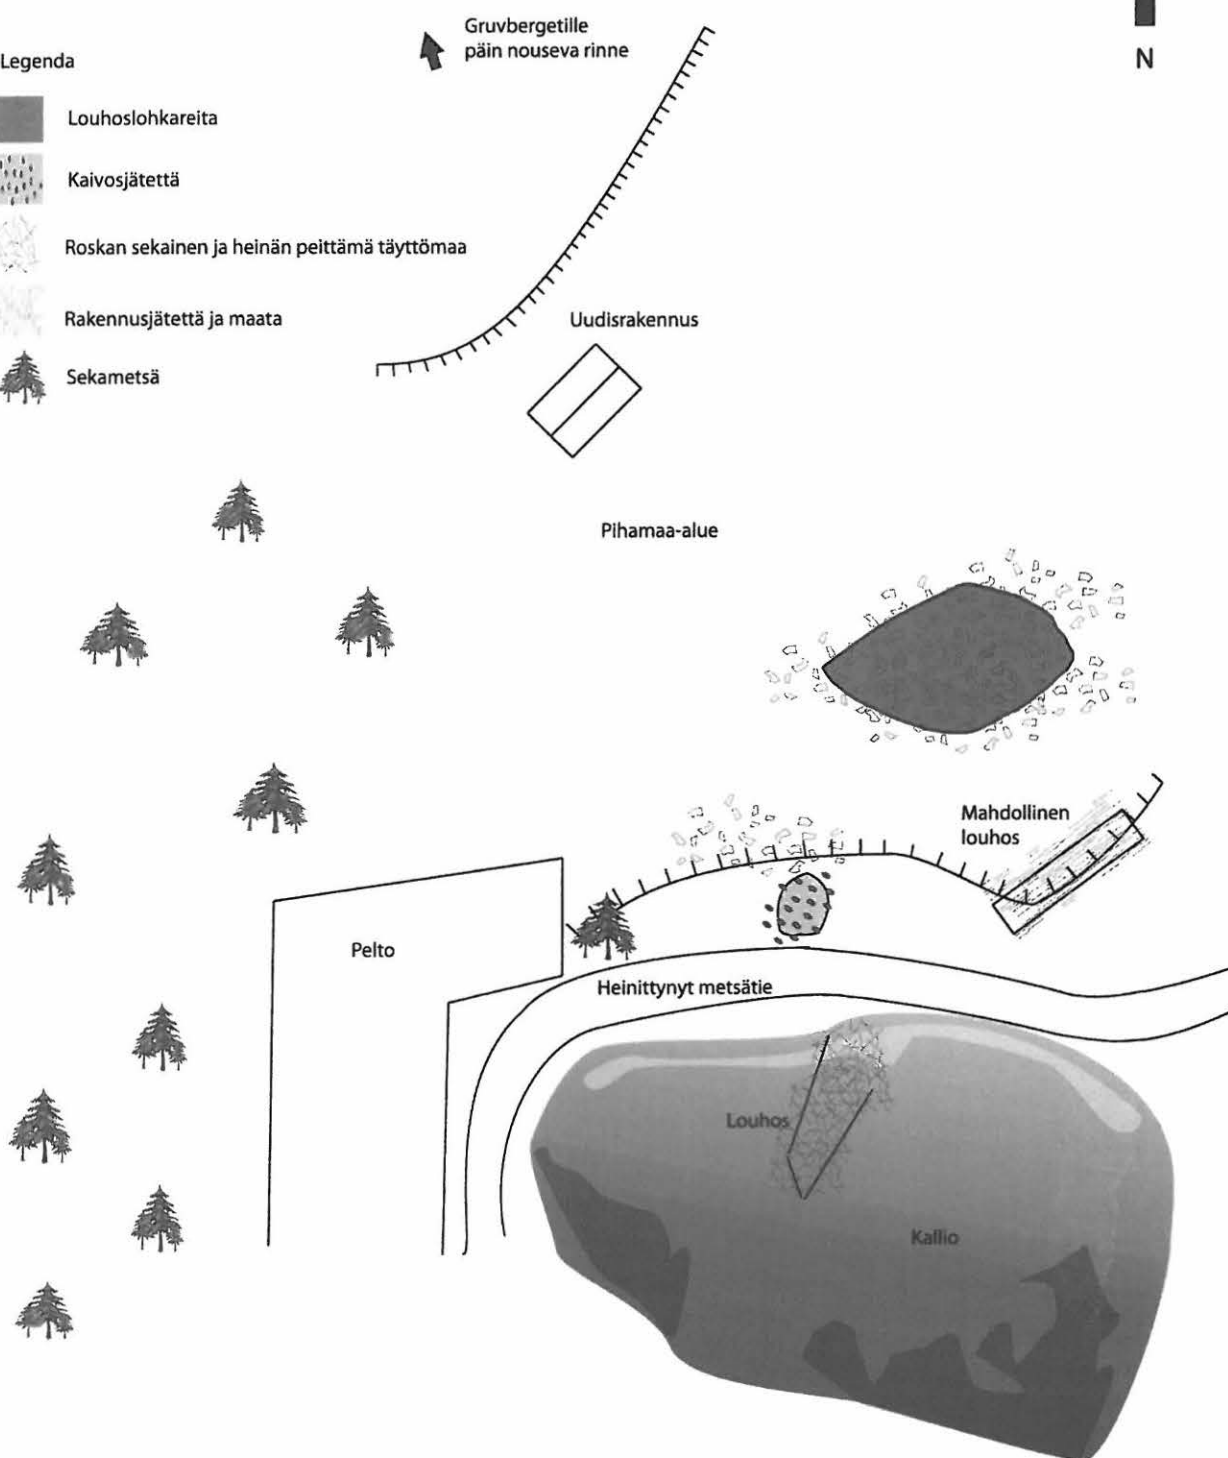 Gruvbergetille
päin nouseva rinne
N
Legenda
Louhoslohkareita
Kaivosjätettä
Roskan sekainen ja heinän peittämä täyttömaa
Rakennusjätettä ja maata
Sekametsä
Uudisrakennus
Pihamaa-alue
Mahdollinen
louhos
Pelto
Heinittynyt metsätie
Louhos
Kallio